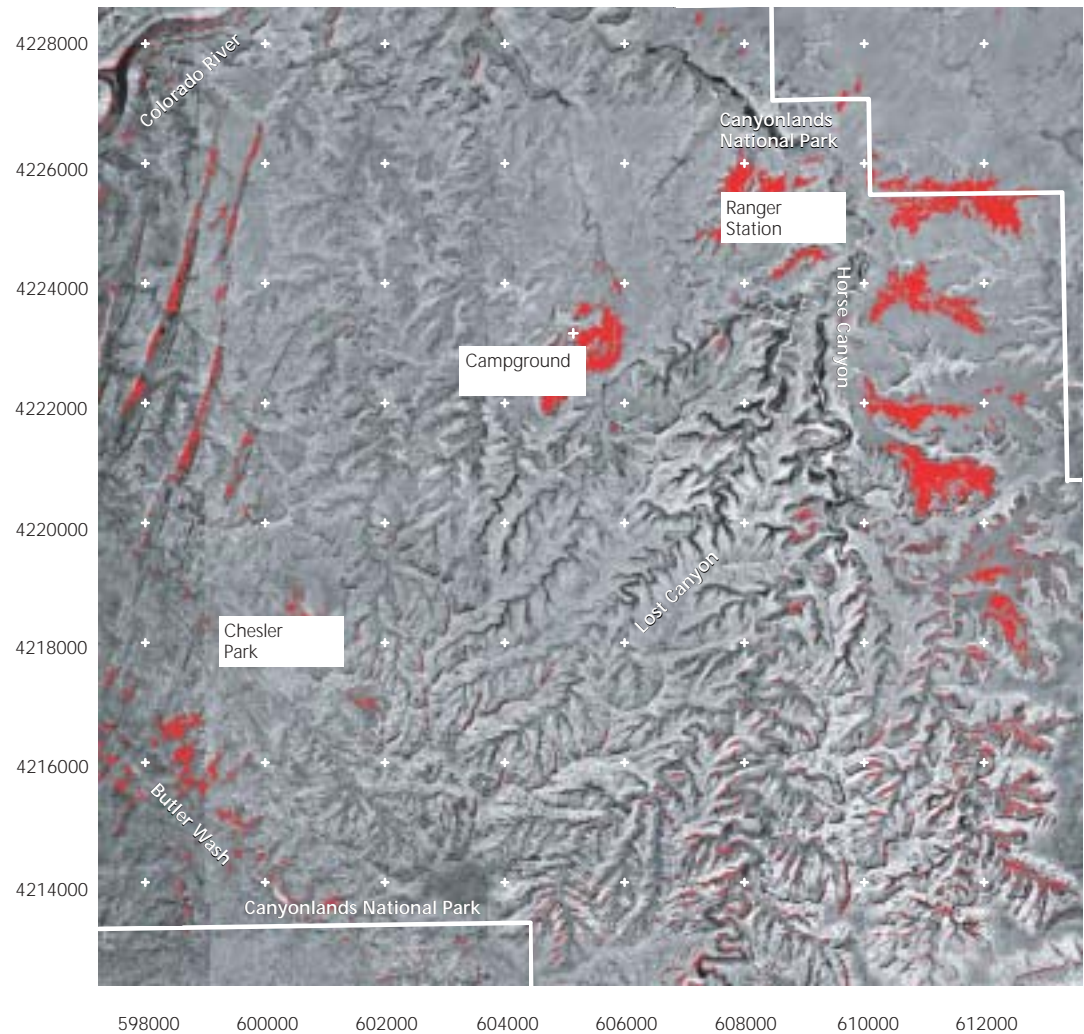 4228000
Colorado River
Canyonlands
National Park
4226000
Ranger
Station
4224000
Horse Canyon
Campground
4222000
4220000
Lost Canyon
Chesler
Park
4218000
4216000
Butler Wash
4214000
Canyonlands National Park
598000 600000 602000 604000 606000 608000 610000 612000